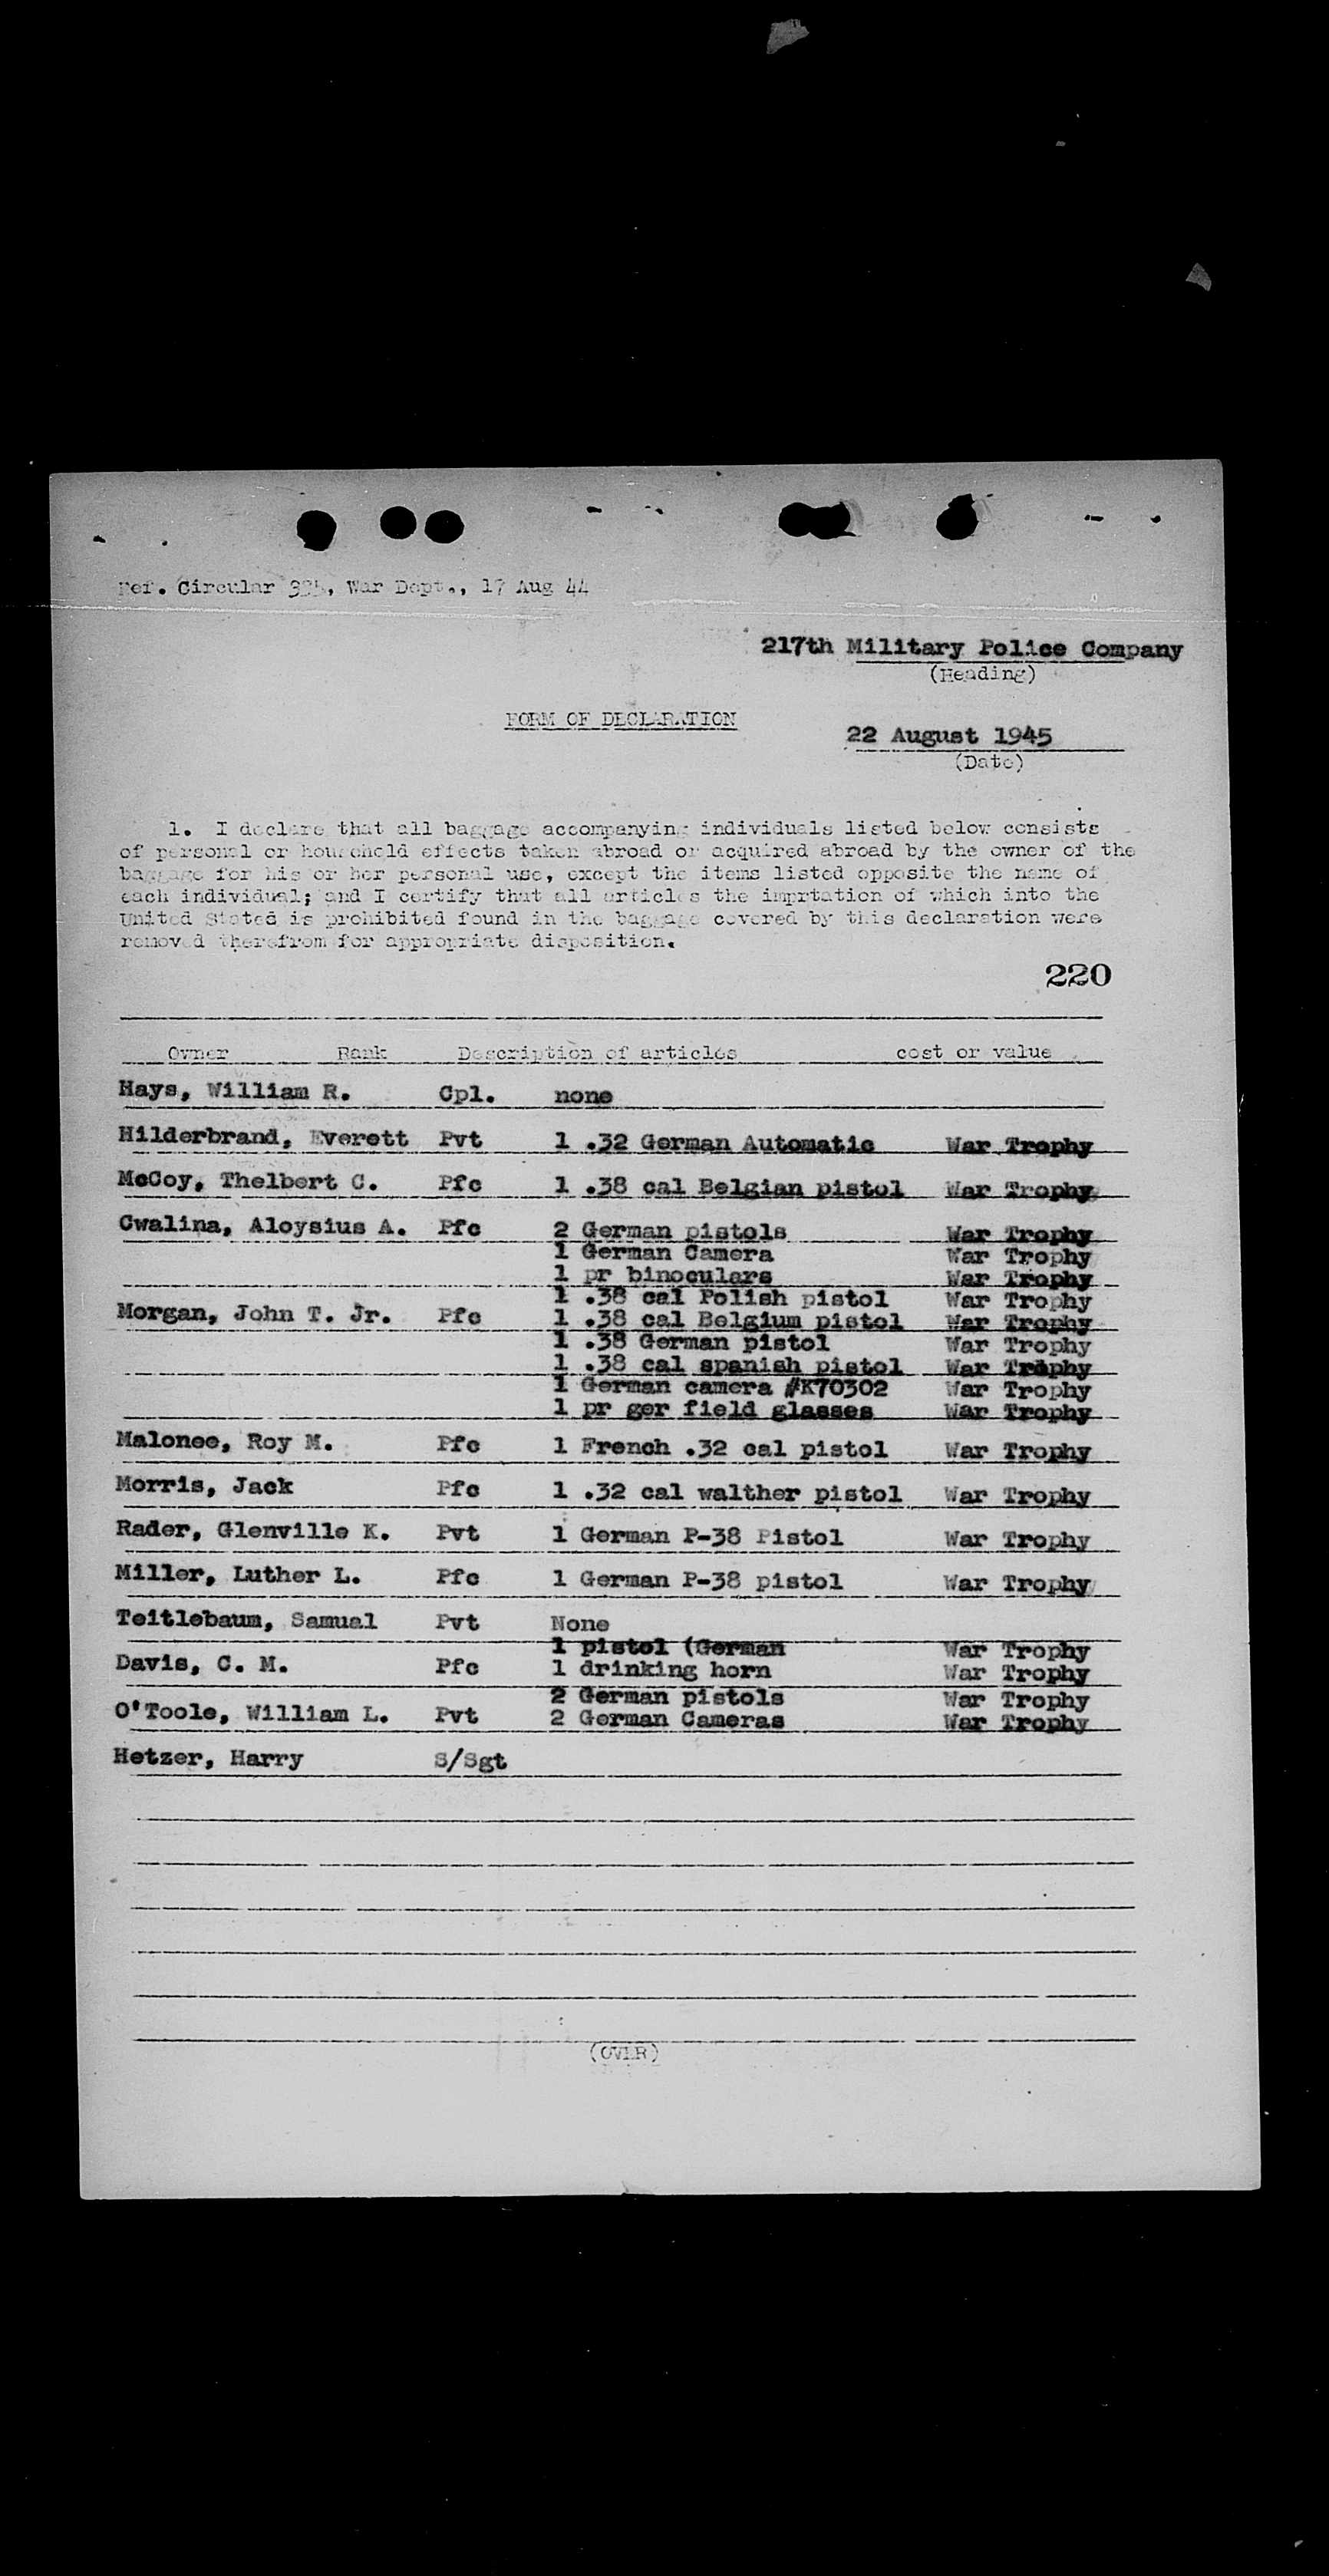 Ref. Circular 335, War Dept., 17 Aug 44
217th Military Police Company
(Heading)
FORM OF DECLARATION
22 August 1945
(Date)
1. I declare that all baggage accompanying individuals listed below consists
of personal or household effects taken abroad or acquired abroad by the owner of the
baggage for his or her personal use, except the items listed opposite the name of
each individual; and I certify that all articles the imprtation of which into the
United States is prohibited found in the baggage covered by this declaration were
removed therefrom for appropriate disposition.
220
Owner Rank Description of articles cost or value
Hays, William R. Cpl. none
Hilderbrand, Everett Pvt 1 .32 German Automatic War Trophy
McCoy, Thelbert C. Pfc 1 .38 cal Belgian pistol War Trophy
Cwalina, Aloysius A. Pfc 2 German pistols War Trophy
1 German Camera War Trophy
1 pr binoculars War Trophy
1 .38 cal Polish pistol War Trophy
Morgan, John T. Jr. Pfc 1 .38 cal Belgium pistol War Trophy
1 .38 German pistol War Trophy
1 .38 cal spanish pistol War Trophy
1 German camera #K70302 War Trophy
1 pr ger field glasses War Trophy
Malonee, Roy M. Pfc 1 French .32 cal pistol War Trophy
Morris, Jack Pfc 1 .32 cal walther pistol War Trophy
Rader, Glenville K. Pvt 1 German P-38 Pistol War Trophy
Miller, Luther L. Pfc 1 German P-38 pistol War Trophy
Teitlebaum, Samual Pvt None
1 pistol (German War Trophy
Davis, C. M. Pfc 1 drinking horn War Trophy
2 German pistols War Trophy
O'Toole, William L. Pvt 2 German Cameras War Trophy
Hetzer, Harry S/Sgt
(OVER)